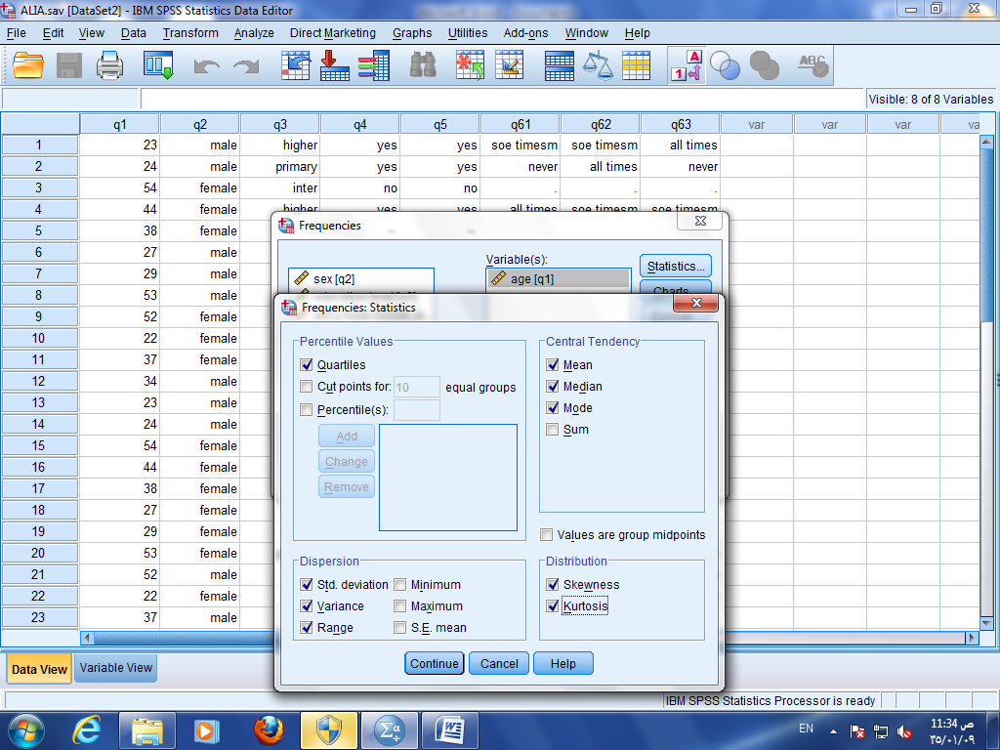 ALIA.sav [DataSet2] - IBM SPSS Statistics Data Editor
File Edit View Data Transform Analyze Direct Marketing Graphs Utilities Add-ons Window Help
Visible: 8 of 8 Variables
q1 q2 q3 q4 q5 q61 q62 q63 var var var va
1 23 male higher yes yes soe timesm soe timesm all times
2 24 male primary yes yes never all times never
3 54 female inter no no . . .
4 44 female higher yes yes all times soe timesm soe timesm
5 38 female
6 27 male
7 29 male
8 53 male
9 52 female
10 22 female
11 37 female
12 34 male
13 23 male
14 24 male
15 54 female
16 44 female
17 38 female
18 27 female
19 29 female
20 53 female
21 52 male
22 22 female
23 37 male
Frequencies
Variable(s):
sex [q2]
age [q1]
Statistics...
Charts
Frequencies: Statistics
Percentile Values
Quartiles
Cut points for: 10 equal groups
Percentile(s):
Add
Change
Remove
Central Tendency
Mean
Median
Mode
Sum
Values are group midpoints
Dispersion
Std. deviation Minimum
Variance Maximum
Range S.E. mean
Distribution
Skewness
Kurtosis
Continue Cancel Help
Data View Variable View
IBM SPSS Statistics Processor is ready
EN
11:34 ص
٣٥/٠١/٠٩